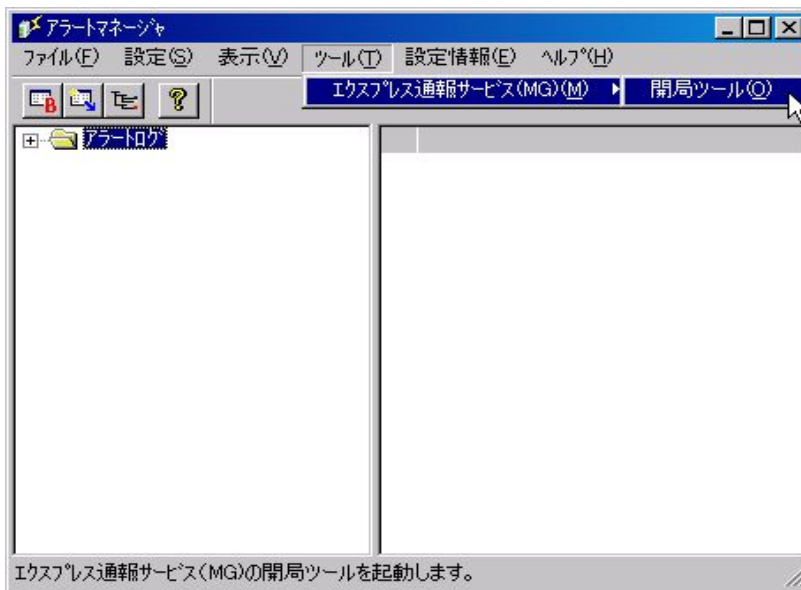 アラートマネージャ
ファイル(F) 設定(S) 表示(V) ツール(T) 設定情報(E) ヘルプ(H)
エクスプレス通報サービス(MG)(M) 開局ツール(O)
アラートログ
エクスプレス通報サービス(MG)の開局ツールを起動します。